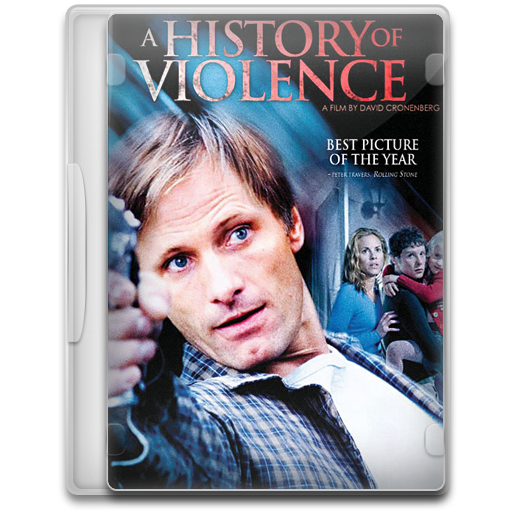 A HISTORY OF
VIOLENCE
A FILM BY DAVID CRONENBERG
BEST PICTURE
OF THE YEAR
- PETER TRAVERS, ROLLING STONE